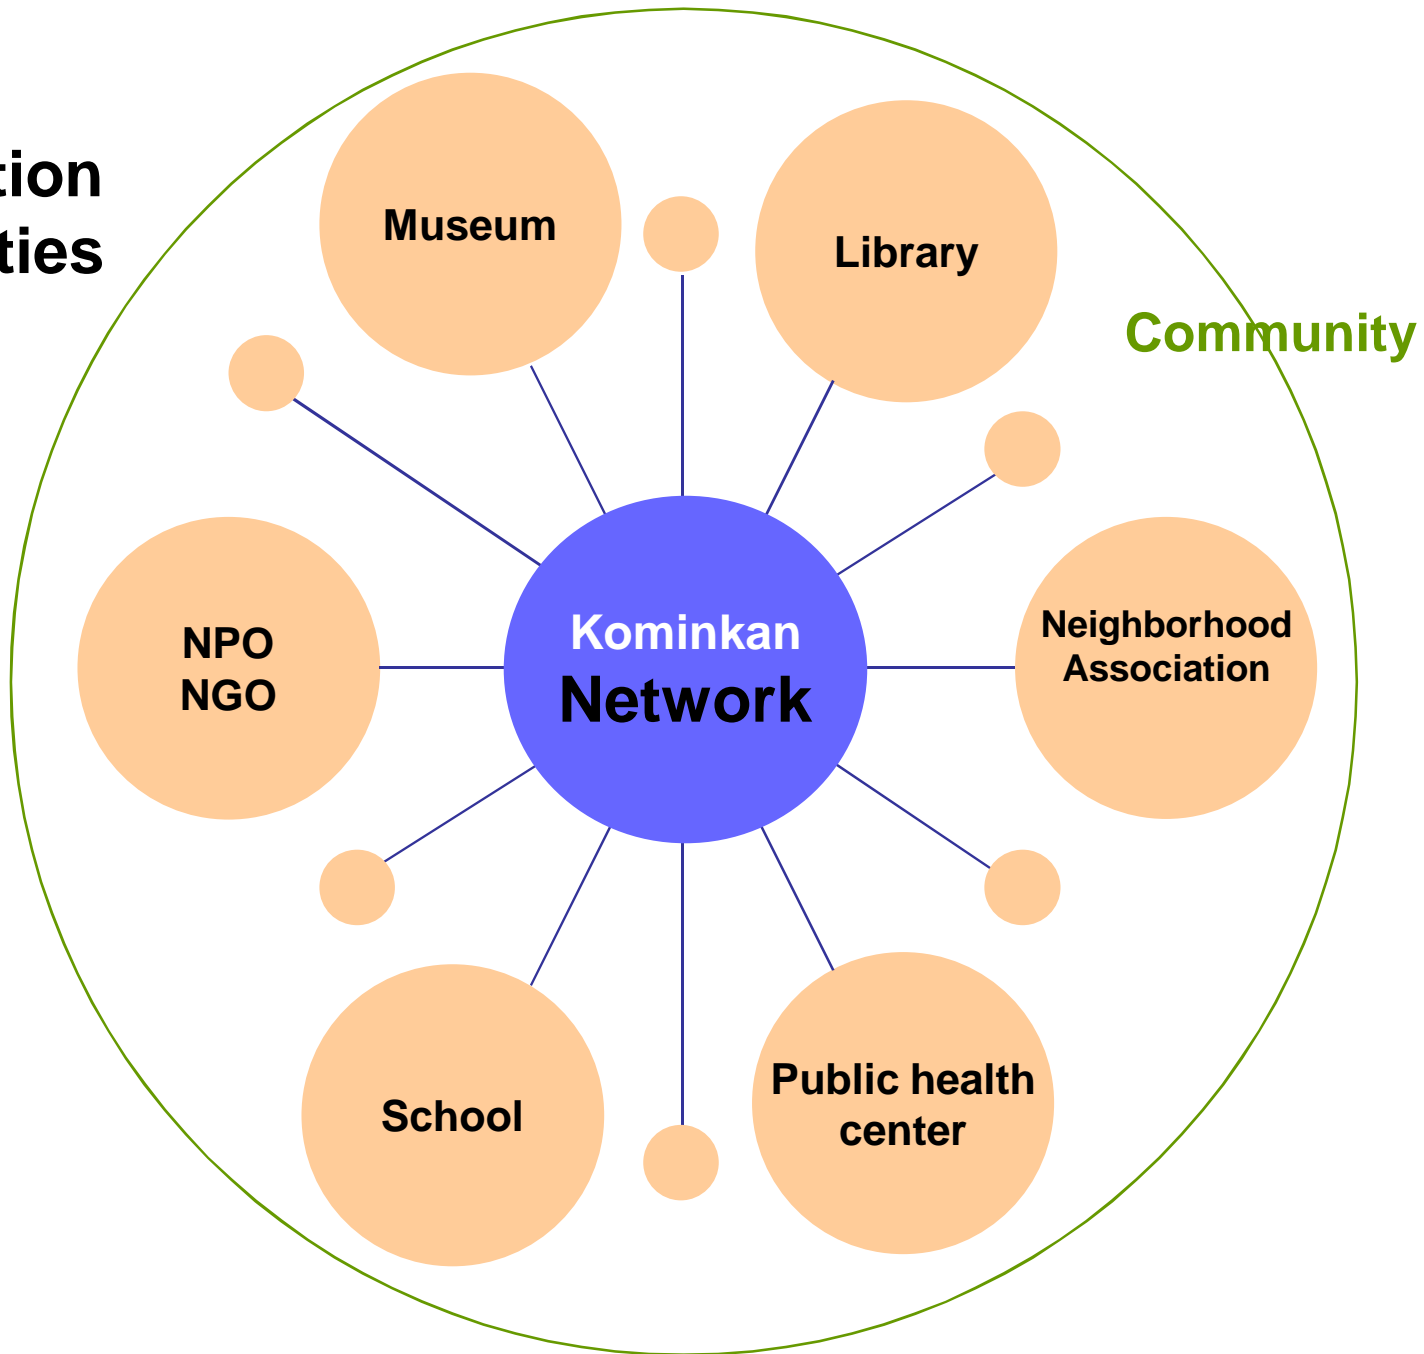 tion
ties
Museum
Library
Community
NPO
NGO
Kominkan
Network
Neighborhood
Association
School
Public health
center